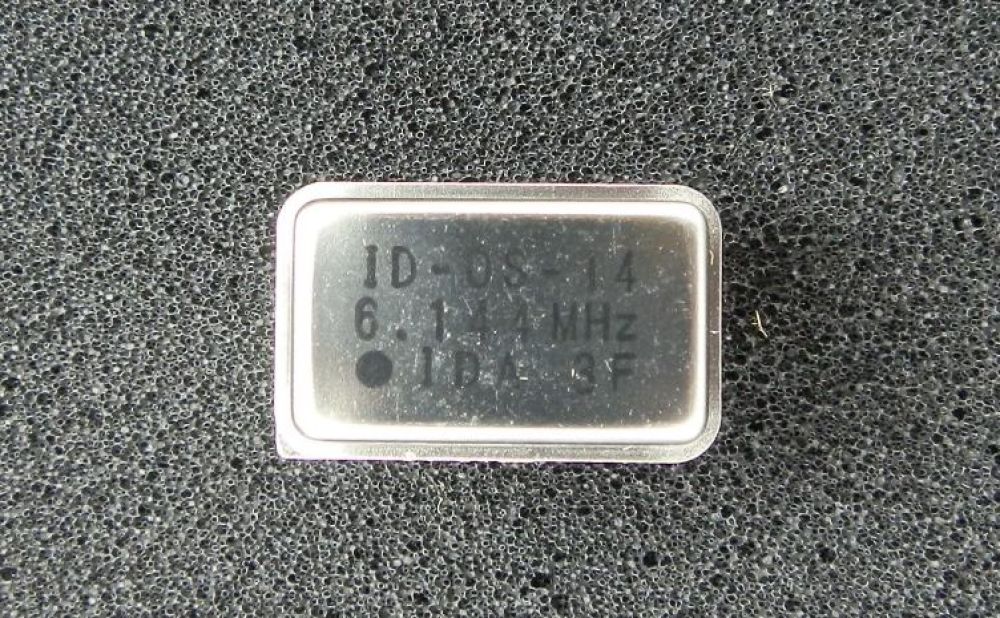 ID-OS-14
6.144MHz
● IDA 3F